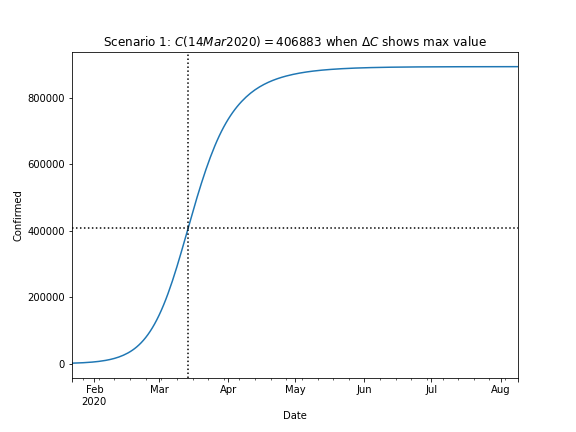 Scenario 1: C(14Mar2020) = 406883 when ΔC shows max value
Confirmed
800000
600000
400000
200000
0
Feb Mar Apr May Jun Jul Aug
2020
Date